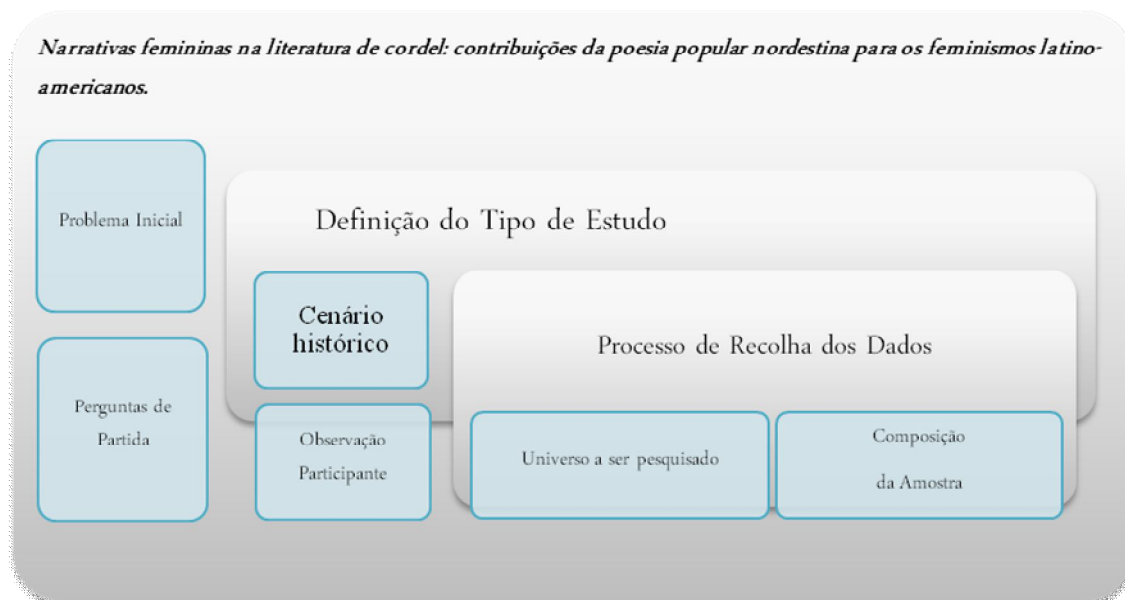 Narrativas femininas na literatura de cordel: contribuições da poesia popular nordestina para os feminismos latino-
americanos.
Problema Inicial
Definição do Tipo de Estudo
Cenário
histórico
Processo de Recolha dos Dados
Perguntas de
Partida
Observação
Participante
Universo a ser pesquisado
Composição
da Amostra